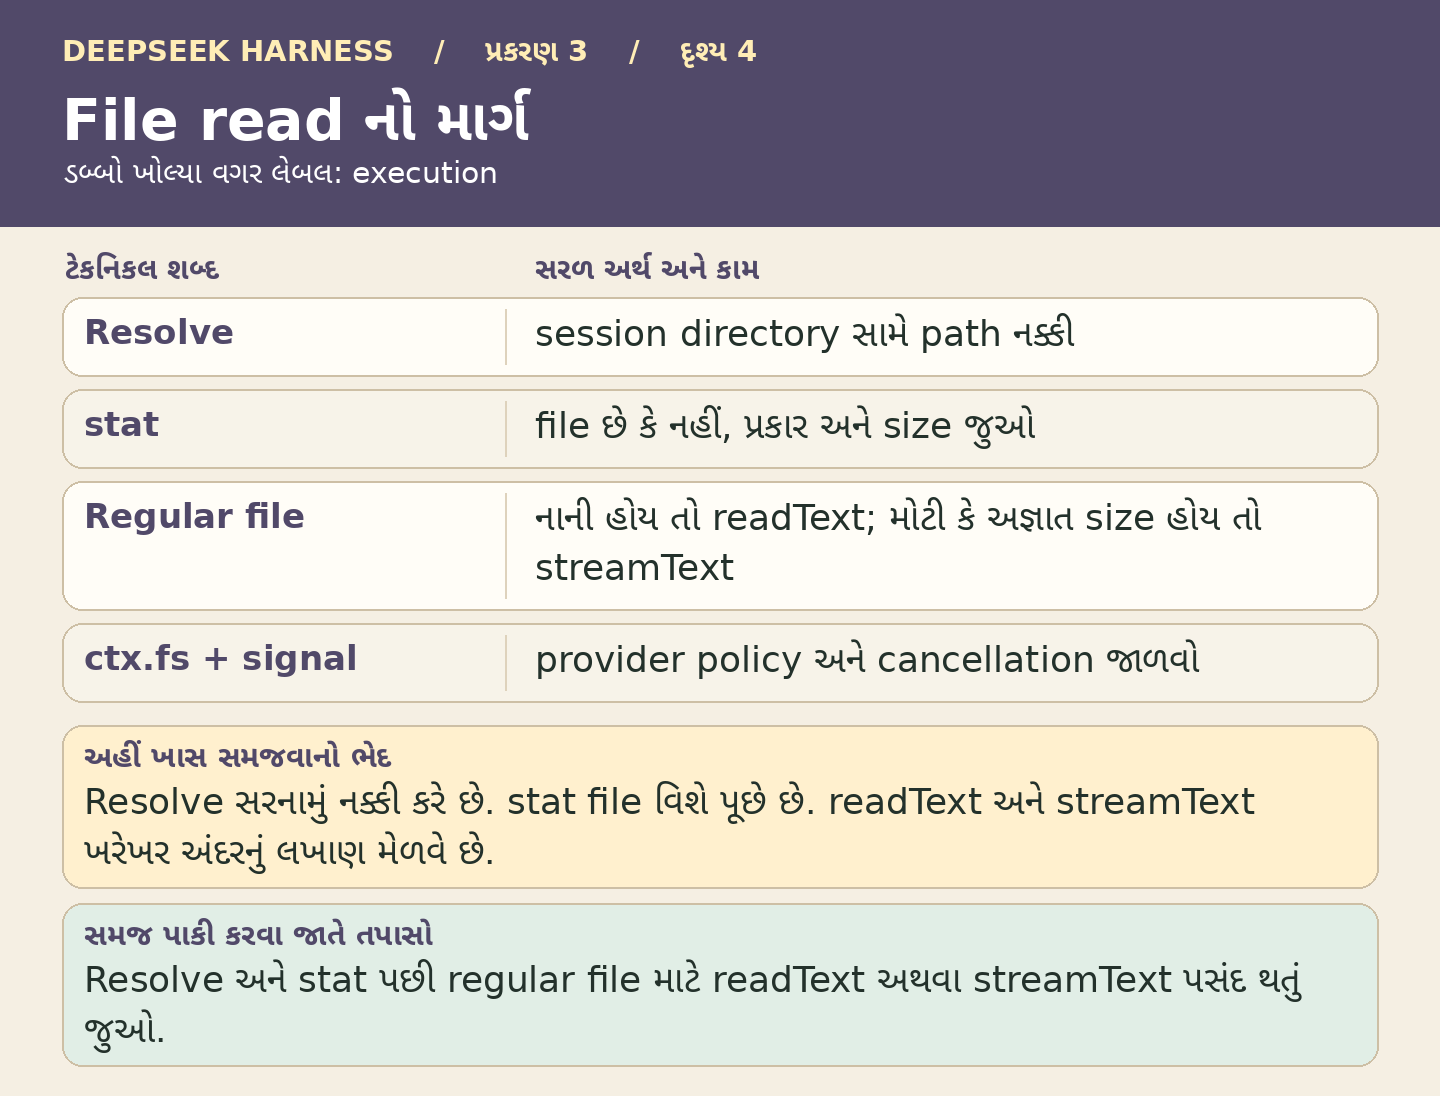 DEEPSEEK HARNESS / પ્રકરણ 3 / દૃશ્ય 4
File read નો માર્ગ
ડબ્બો ખોલ્યા વગર લેબલ: execution
ટેકનિકલ શબ્દ સરળ અર્થ અને કામ
Resolve session directory સામે path નક્કી
stat file છે કે નહીં, પ્રકાર અને size જુઓ
Regular file નાની હોય તો readText; મોટી કે અજ્ઞાત size હોય તો
streamText
ctx.fs + signal provider policy અને cancellation જાળવો
અહીં ખાસ સમજવાનો ભેદ
Resolve સરનામું નક્કી કરે છે. stat file વિશે પૂછે છે. readText અને streamText
ખરેખર અંદરનું લખાણ મેળવે છે.
સમજ પાકી કરવા જાતે તપાસો
Resolve અને stat પછી regular file માટે readText અથવા streamText પસંદ થતું
જુઓ.